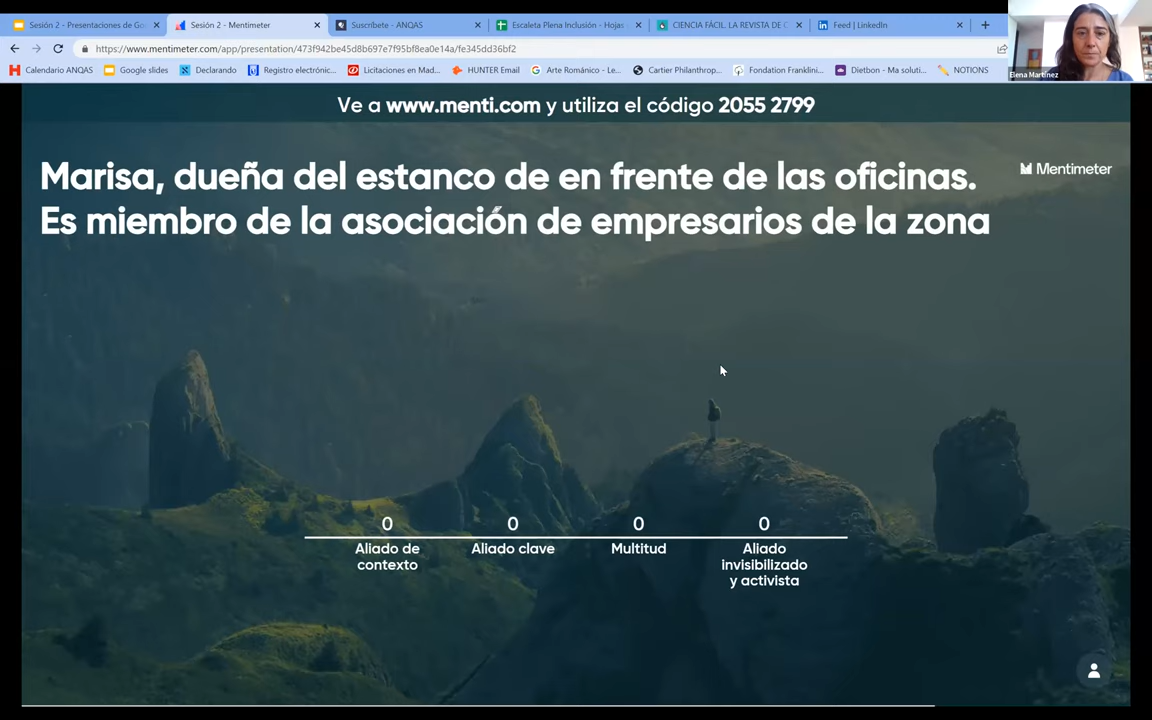 Sesión 2 - Presentaciones de Go
Sesión 2 - Mentimeter
Suscríbete - ANQAS
Escaleta Plena Inclusión - Hojas
CIENCIA FÁCIL. LA REVISTA DE C
Feed | LinkedIn
https://www.mentimeter.com/app/presentation/473f942be45d8b697e7f95bf8ea0e14a/fe345dd36bf2
Calendario ANQAS
Google slides
Declarando
Registro electrónic...
Licitaciones en Mad...
HUNTER Email
Arte Románico - Le...
Cartier Philanthrop...
Fondation Franklini...
Dietbon - Ma soluti...
NOTIONS
Elena Martínez
Ve a www.menti.com y utiliza el código 2055 2799
Marisa, dueña del estanco de en frente de las oficinas.
Es miembro de la asociación de empresarios de la zona
Mentimeter
0 0 0 0
Aliado de
contexto
Aliado clave
Multitud
Aliado
invisibilizado
y activista